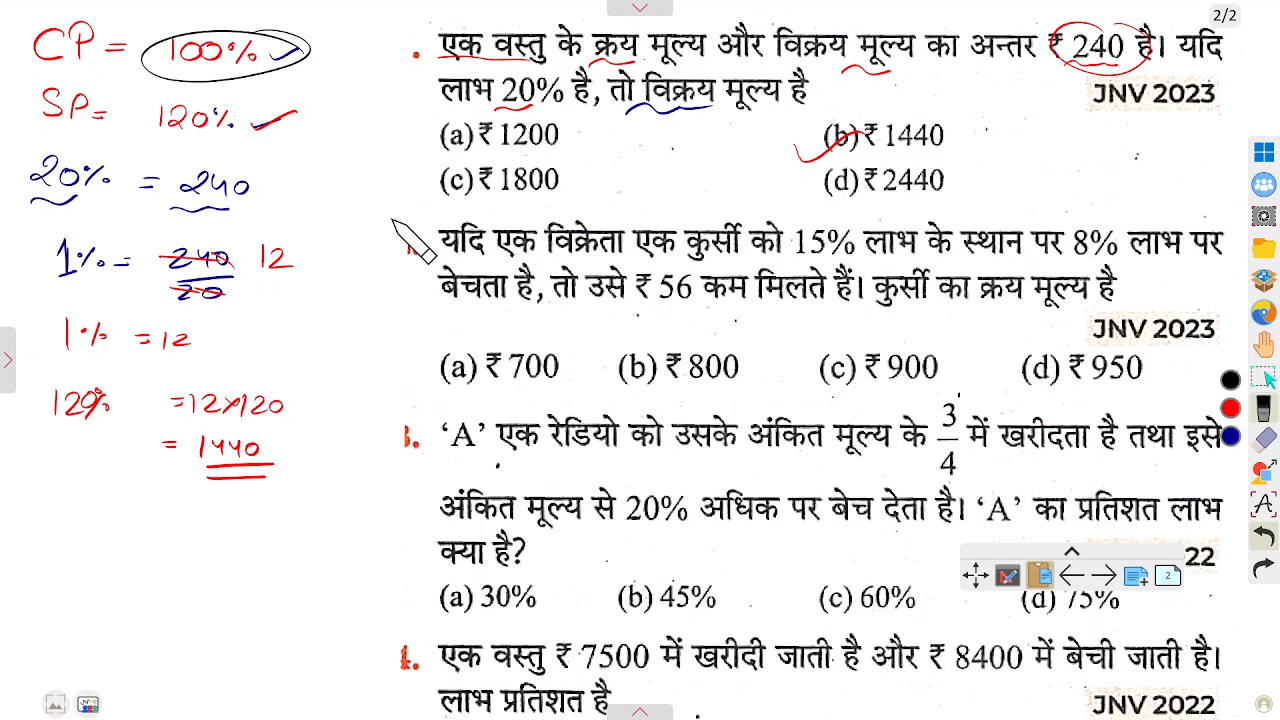 CP = 100%
SP = 120%
20% = 240
1% = 240/20 12
1% = 12
120% = 12×120
= 1440
2/2
एक वस्तु के क्रय मूल्य और विक्रय मूल्य का अन्तर ₹ 240 है। यदि
लाभ 20% है, तो विक्रय मूल्य है
JNV 2023
(a) ₹ 1200 (b) ₹ 1440
(c) ₹ 1800 (d) ₹ 2440
यदि एक विक्रेता एक कुर्सी को 15% लाभ के स्थान पर 8% लाभ पर
बेचता है, तो उसे ₹ 56 कम मिलते हैं। कुर्सी का क्रय मूल्य है
JNV 2023
(a) ₹ 700 (b) ₹ 800 (c) ₹ 900 (d) ₹ 950
‘A’ एक रेडियो को उसके अंकित मूल्य के 3/4 में खरीदता है तथा इसे
अंकित मूल्य से 20% अधिक पर बेच देता है। ‘A’ का प्रतिशत लाभ
क्या है?
22
(a) 30% (b) 45% (c) 60% (d) 75%
एक वस्तु ₹ 7500 में खरीदी जाती है और ₹ 8400 में बेची जाती है।
लाभ प्रतिशत है
JNV 2022
2